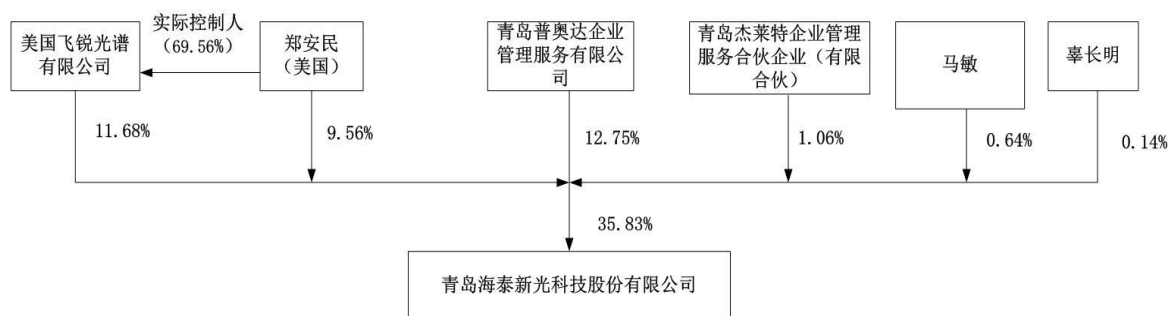 实际控制人
（69.56%）
美国飞锐光谱
有限公司
郑安民
（美国）
青岛普奥达企业
管理服务有限公
司
青岛杰莱特企业管理
服务合伙企业（有限
合伙）
马敏
辜长明
11.68%
9.56%
12.75%
1.06%
0.64%
0.14%
35.83%
青岛海泰新光科技股份有限公司